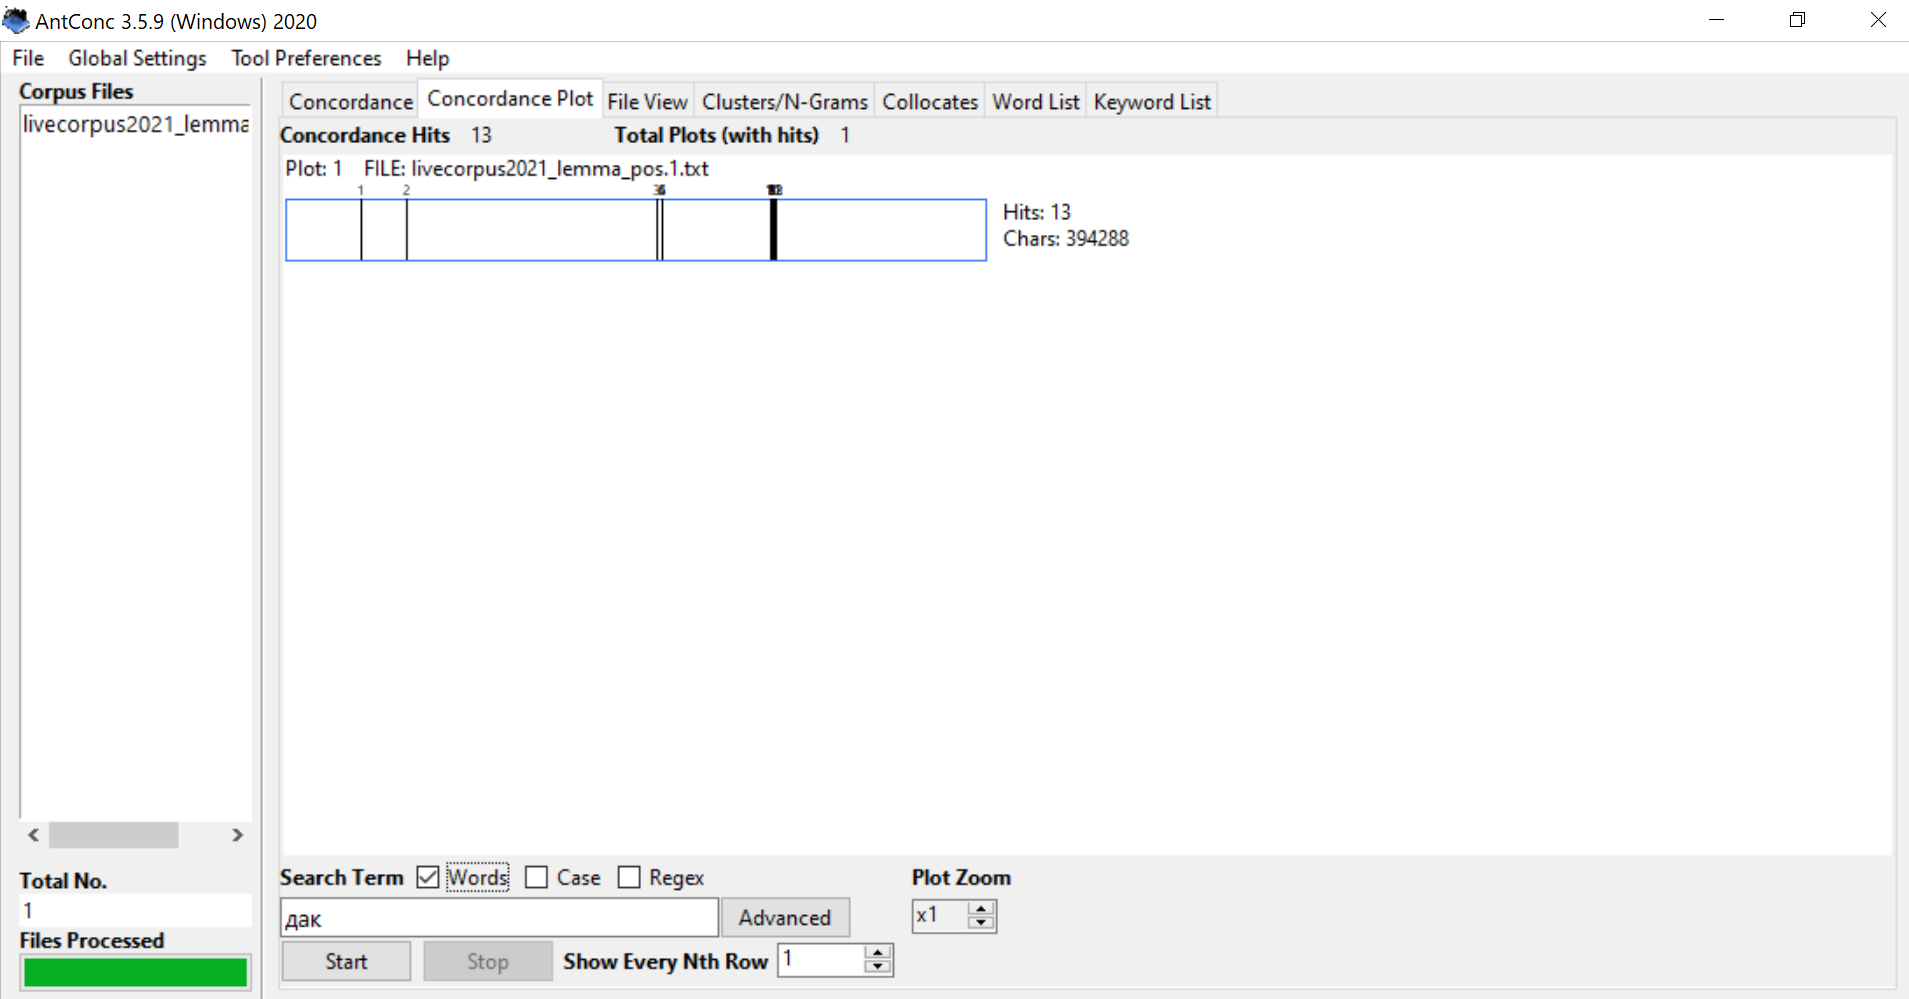 AntConc 3.5.9 (Windows) 2020
File Global Settings Tool Preferences Help
Corpus Files
livecorpus2021_lemma
Concordance Concordance Plot File View Clusters/N-Grams Collocates Word List Keyword List
Concordance Hits 13 Total Plots (with hits) 1
Plot: 1 FILE: livecorpus2021_lemma_pos.1.txt
1 2
Hits: 13
Chars: 394288
Total No.
1
Files Processed
Search Term Words Case Regex Plot Zoom
дак Advanced x1
Start Stop Show Every Nth Row 1